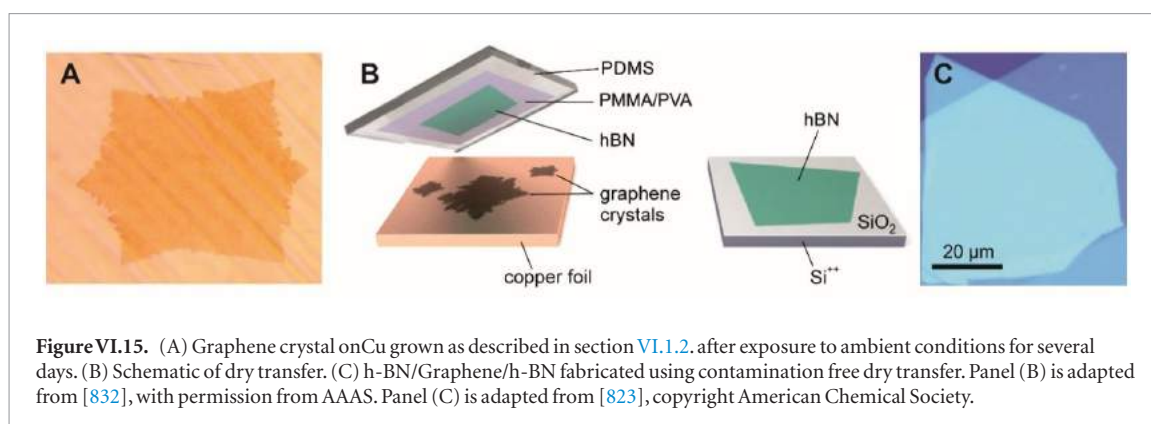 A
B
PDMS
PMMA/PVA
hBN
graphene
crystals
copper foil
hBN
SiO₂
Si⁺⁺
C
20 µm
Figure VI.15. (A) Graphene crystal onCu grown as described in section VI.1.2. after exposure to ambient conditions for several
days. (B) Schematic of dry transfer. (C) h-BN/Graphene/h-BN fabricated using contamination free dry transfer. Panel (B) is adapted
from [832], with permission from AAAS. Panel (C) is adapted from [823], copyright American Chemical Society.